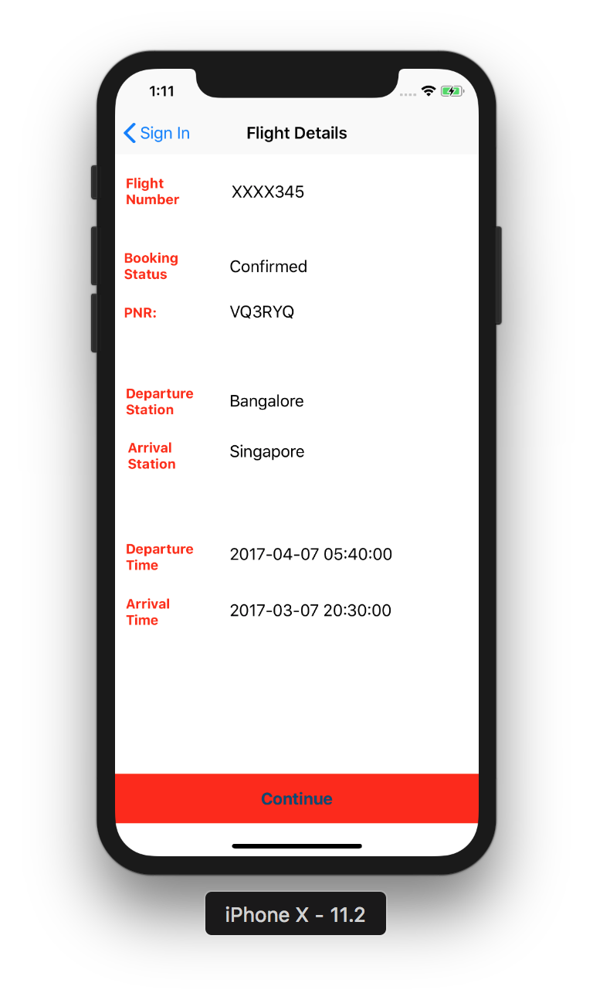 1:11
Sign In
Flight Details
Flight
Number
XXXX345
Booking
Status
Confirmed
PNR:
VQ3RYQ
Departure
Station
Bangalore
Arrival
Station
Singapore
Departure
Time
2017-04-07 05:40:00
Arrival
Time
2017-03-07 20:30:00
Continue
iPhone X - 11.2